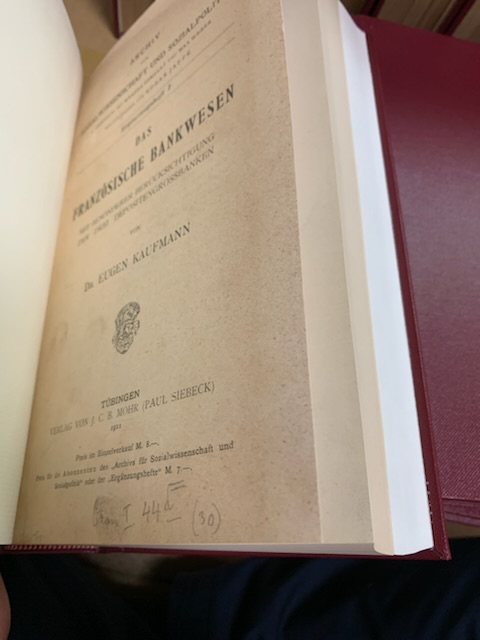 ARCHIV
SOZIALWISSENSCHAFT UND SOZIALPOLITIK
DAS
FRANZÖSISCHE BANKWESEN
MIT BESONDERER BERÜCKSICHTIGUNG
DER DREI DEPOSITENGROSSBANKEN
VON
DR. EUGEN KAUFMANN
TÜBINGEN
VERLAG VON J. C. B. MOHR (PAUL SIEBECK)
1911
Preis im Einzelverkauf M. 8.—.
Preis für die Abonnenten des „Archivs für Sozialwissenschaft und
Sozialpolitik" oder der „Ergänzungshefte" M. 7.—.
I 44
(30)